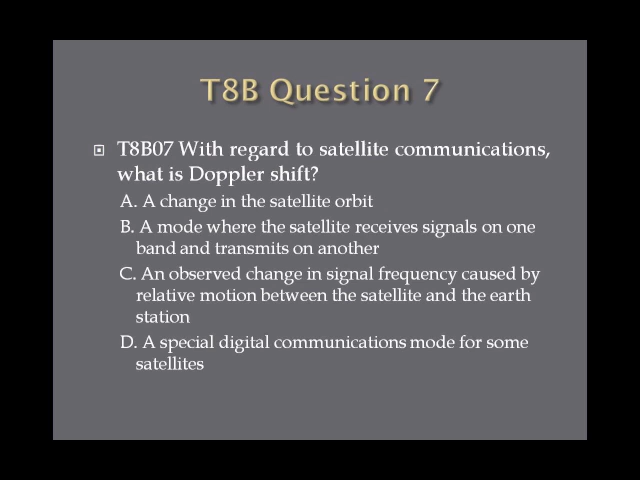 T8B Question 7
T8B07 With regard to satellite communications,
what is Doppler shift?
A. A change in the satellite orbit
B. A mode where the satellite receives signals on one
band and transmits on another
C. An observed change in signal frequency caused by
relative motion between the satellite and the earth
station
D. A special digital communications mode for some
satellites